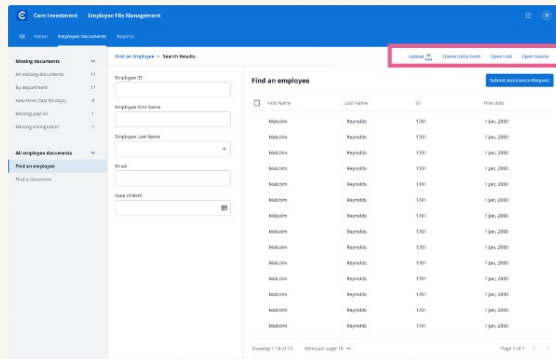 C Care Investment Employee File Management
Home Employee Documents Reports
Missing documents
All missing documents 11
By department 11
New hires (last 90 days)
Missing payroll 1
Missing immigration 1
All employee documents
Find an employee
Find a document
Find an Employee > Search Results
Upload Create Entry Form Open Link Open Source
Employee ID
Employee First Name
Employee Last Name
Email
Date of Birth
Find an employee Submit Assistance Request
First Name Last Name ID Hire date
Malcolm Reynolds 1701 1 Jan, 2000
Malcolm Reynolds 1701 1 Jan, 2000
Malcolm Reynolds 1701 1 Jan, 2000
Malcolm Reynolds 1701 1 Jan, 2000
Malcolm Reynolds 1701 1 Jan, 2000
Malcolm Reynolds 1701 1 Jan, 2000
Malcolm Reynolds 1701 1 Jan, 2000
Malcolm Reynolds 1701 1 Jan, 2000
Malcolm Reynolds 1701 1 Jan, 2000
Malcolm Reynolds 1701 1 Jan, 2000
Malcolm Reynolds 1701 1 Jan, 2000
Malcolm Reynolds 1701 1 Jan, 2000
Malcolm Reynolds 1701 1 Jan, 2000
Malcolm Reynolds 1701 1 Jan, 2000
Showing 1-13 of 13 Items per page 15 Page 1 of 1